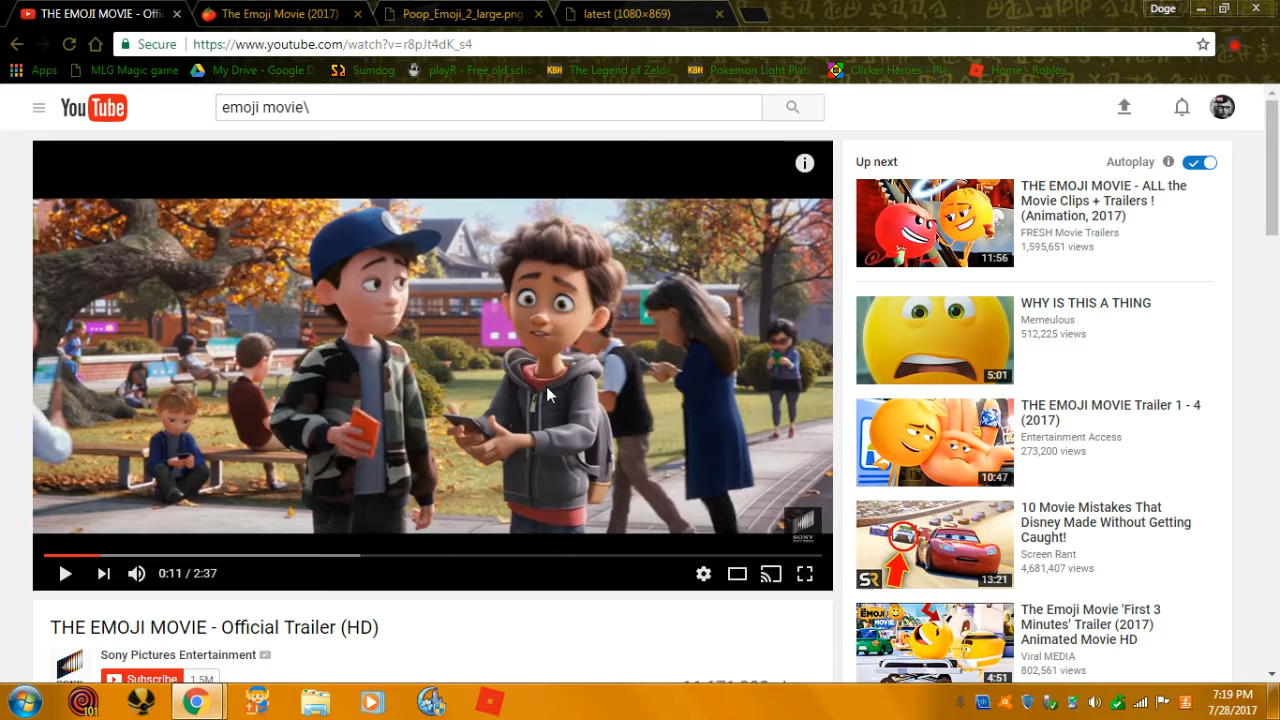 THE EMOJI MOVIE - Offi
The Emoji Movie (2017)
Poop_Emoji_2_large.png
latest (1080×869)
Doge
Secure
https://www.youtube.com/watch?v=r8pJt4dK_s4
Apps
MLG Magic game
My Drive - Google D
Sumdog
playR - Free old sch
KBH
The Legend of Zelda
KBH
Pokemon Light Plat
Clicker Heroes - Pla
Home - Roblox
YouTube
emoji movie\
SONY
PICTURES
0:11 / 2:37
THE EMOJI MOVIE - Official Trailer (HD)
Sony Pictures Entertainment
Subscribe 1.5M
Up next
Autoplay
11:56
THE EMOJI MOVIE - ALL the
Movie Clips + Trailers !
(Animation, 2017)
FRESH Movie Trailers
1,595,651 views
5:01
WHY IS THIS A THING
Memeulous
512,225 views
10:47
THE EMOJI MOVIE Trailer 1 - 4
(2017)
Entertainment Access
273,200 views
SR
13:21
10 Movie Mistakes That
Disney Made Without Getting
Caught!
Screen Rant
4,681,407 views
EMOJI
MOVIE
4:51
The Emoji Movie 'First 3
Minutes' Trailer (2017)
Animated Movie HD
Viral MEDIA
802,561 views
101
7:19 PM
7/28/2017